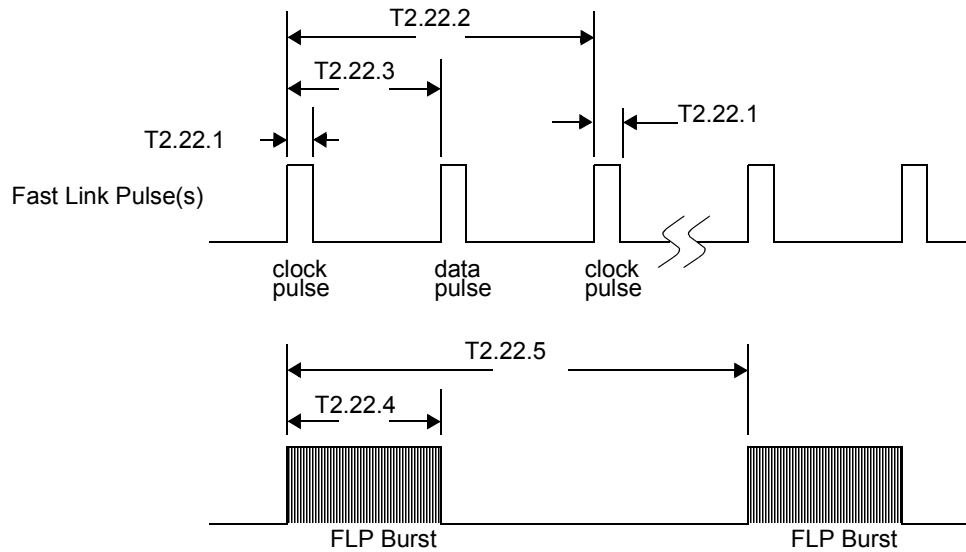 T2.22.2
T2.22.3
T2.22.1
T2.22.1
Fast Link Pulse(s)
clock
pulse
data
pulse
clock
pulse
T2.22.5
T2.22.4
FLP Burst
FLP Burst